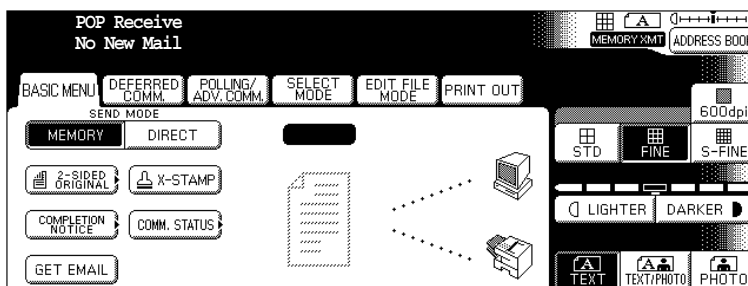 POP Receive
No New Mail
A
MEMORY XMT
ADDRESS BOO
BASIC MENU
DEFERRED
COMM.
POLLING/
ADV. COMM.
SELECT
MODE
EDIT FILE
MODE
PRINT OUT
SEND MODE
MEMORY DIRECT
600dpi
STD FINE S-FINE
2-SIDED
ORIGINAL
X-STAMP
COMPLETION
NOTICE
COMM. STATUS
LIGHTER DARKER
GET EMAIL
A A
TEXT TEXT/PHOTO PHOTO